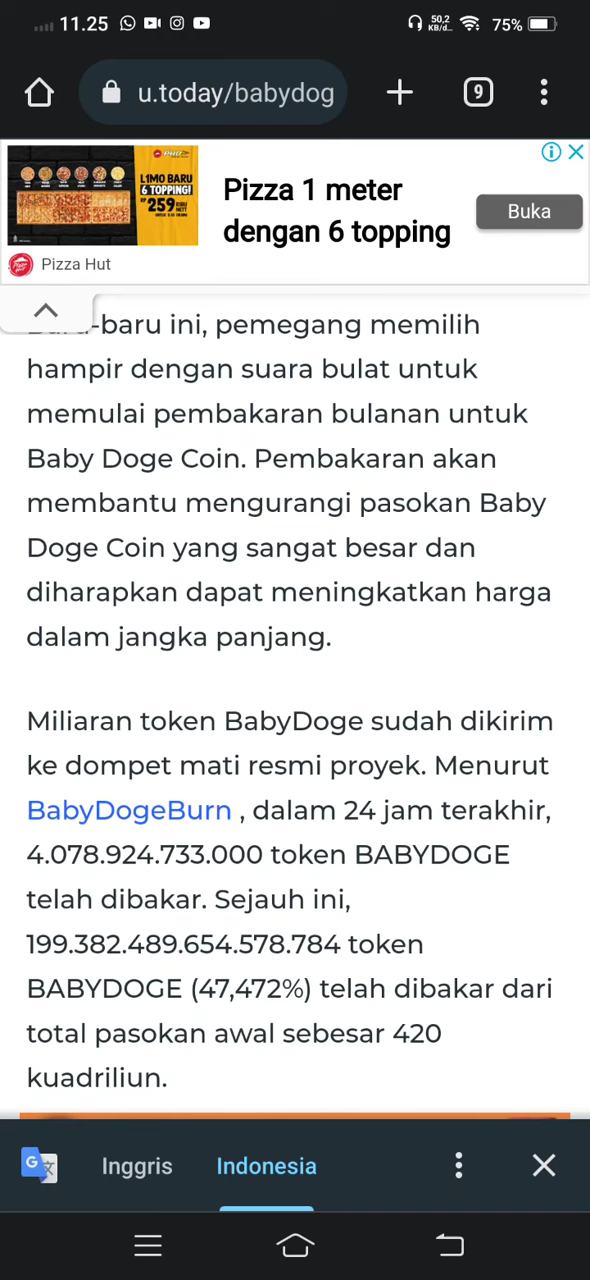 11.25
50,2
KB/d...
75%
u.today/babydog
9
PHD
L1MO BARU
6 TOPPING!
259
Pizza 1 meter
dengan 6 topping
Buka
Pizza Hut
-baru ini, pemegang memilih
hampir dengan suara bulat untuk
memulai pembakaran bulanan untuk
Baby Doge Coin. Pembakaran akan
membantu mengurangi pasokan Baby
Doge Coin yang sangat besar dan
diharapkan dapat meningkatkan harga
dalam jangka panjang.
Miliaran token BabyDoge sudah dikirim
ke dompet mati resmi proyek. Menurut
BabyDogeBurn , dalam 24 jam terakhir,
4.078.924.733.000 token BABYDOGE
telah dibakar. Sejauh ini,
199.382.489.654.578.784 token
BABYDOGE (47,472%) telah dibakar dari
total pasokan awal sebesar 420
kuadriliun.
Inggris Indonesia